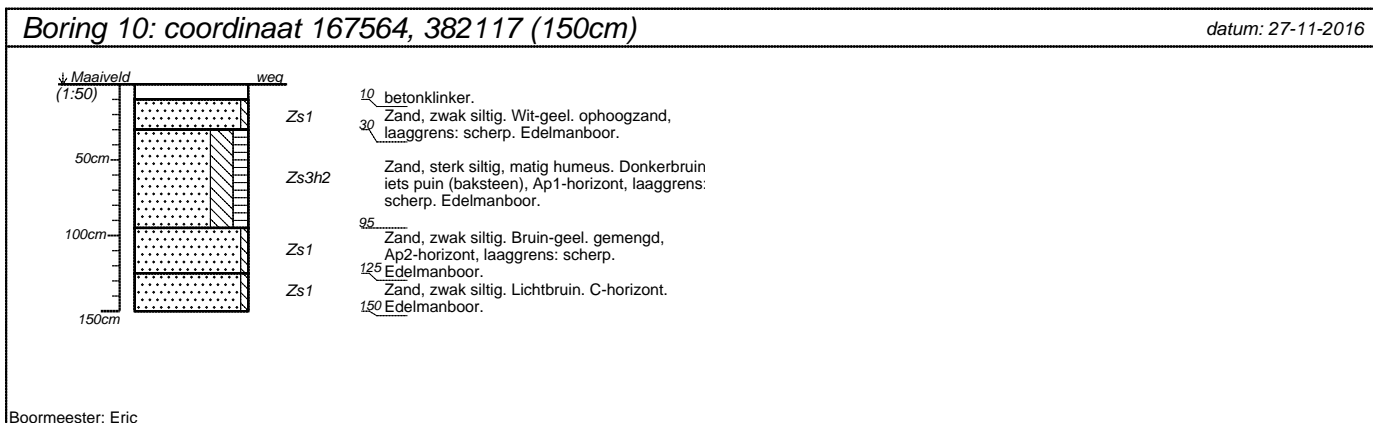 Boring 10: coordinaat 167564, 382117 (150cm)
datum: 27-11-2016
Maaiveld
weg
(1:50)
50cm
100cm
150cm
Zs1
Zs3h2
Zs1
Zs1
10 betonklinker.
Zand, zwak siltig. Wit-geel. ophoogzand,
30 laaggrens: scherp. Edelmanboor.
Zand, sterk siltig, matig humeus. Donkerbruin
iets puin (baksteen), Ap1-horizont, laaggrens:
scherp. Edelmanboor.
95
Zand, zwak siltig. Bruin-geel. gemengd,
Ap2-horizont, laaggrens: scherp.
125 Edelmanboor.
Zand, zwak siltig. Lichtbruin. C-horizont.
150 Edelmanboor.
Boormeester: Eric